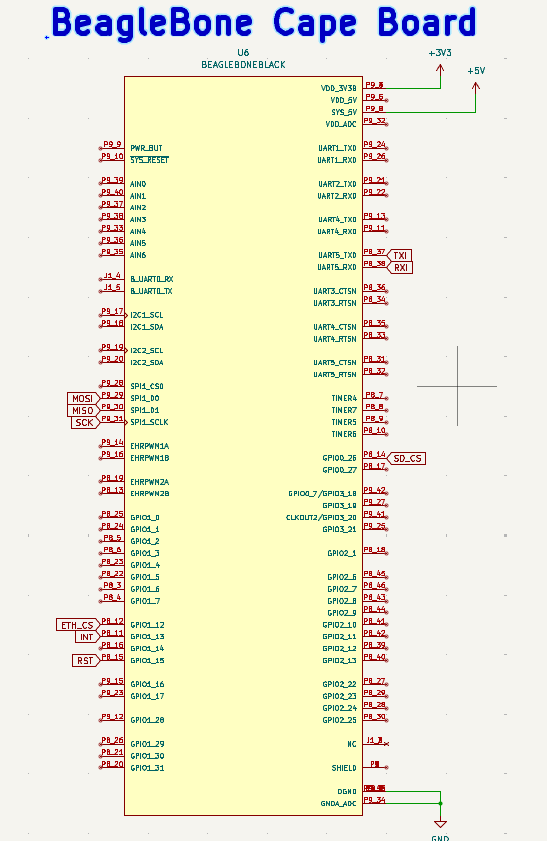 BeagleBone Cape Board
U6
BEAGLEBONEBLACK
+3V3
+5V
VDD_3V3B
VDD_5V P9_6
SYS_5V P9_8
VDD_ADC P9_32
P9_9 PWR_BUT UART1_TXD P9_24
P9_10 SYS_RESET UART1_RXD P9_26
P9_39 AIN0 UART2_TXD P9_21
P9_40 AIN1 UART2_RXD P9_22
P9_37 AIN2
P9_38 AIN3 UART4_TXD P9_13
P9_33 AIN4 UART4_RXD P9_11
P9_36 AIN5
P9_35 AIN6 UART5_TXD P8_37 TXI
UART5_RXD P8_38 RXI
J1_4 B_UART0_RX
J1_5 B_UART0_TX UART3_CTSN P8_36
UART3_RTSN P8_34
P9_17 I2C1_SCL
P9_18 I2C1_SDA UART4_CTSN P8_35
UART4_RTSN P8_33
P9_19 I2C2_SCL
P9_20 I2C2_SDA UART5_CTSN P8_31
UART5_RTSN P8_32
P9_28 SPI1_CS0
MOSI P9_29 SPI1_D0 TIMER4 P8_7
MISO P9_30 SPI1_D1 TIMER7 P8_8
SCK P9_31 SPI1_SCLK TIMER5 P8_9
TIMER6 P8_10
P9_14 EHRPWM1A
P9_16 EHRPWM1B GPIO0_26 P8_14 SD_CS
GPIO0_27 P8_17
P8_19 EHRPWM2A
P8_13 EHRPWM2B GPIO0_7/GPIO3_18 P9_42
GPIO3_19 P9_27
P8_25 GPIO1_0 CLKOUT2/GPIO3_20 P9_41
P8_24 GPIO1_1 GPIO3_21 P9_25
P8_5 GPIO1_2
P8_6 GPIO1_3 GPIO2_1 P8_18
P8_23 GPIO1_4
P8_22 GPIO1_5 GPIO2_6 P8_45
P8_3 GPIO1_6 GPIO2_7 P8_46
P8_4 GPIO1_7 GPIO2_8 P8_43
GPIO2_9 P8_44
ETH_CS P8_12 GPIO1_12 GPIO2_10 P8_41
INT P8_11 GPIO1_13 GPIO2_11 P8_42
P8_16 GPIO1_14 GPIO2_12 P8_39
RST P8_15 GPIO1_15 GPIO2_13 P8_40
P9_15 GPIO1_16 GPIO2_22 P8_27
P9_23 GPIO1_17 GPIO2_23 P8_29
GPIO2_24 P8_28
P9_12 GPIO1_28 GPIO2_25 P8_30
P8_26 GPIO1_29 NC
P8_21 GPIO1_30
P8_20 GPIO1_31 SHIELD
DGND
GNDA_ADC P9_34
GND